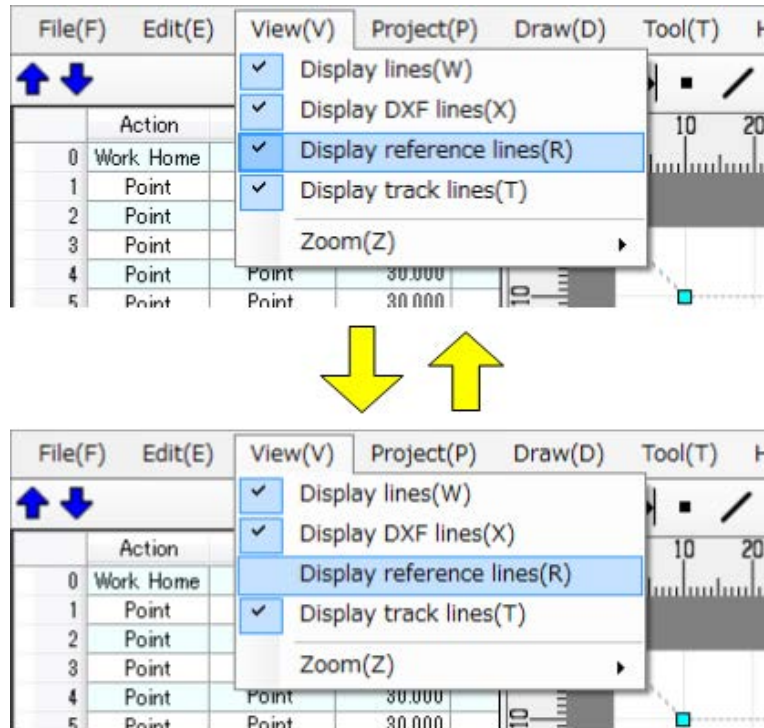 File(F) Edit(E) View(V) Project(P) Draw(D) Tool(T)
Display lines(W)
Display DXF lines(X)
Display reference lines(R)
Display track lines(T)
Zoom(Z)
Action
0 Work Home
1 Point
2 Point
3 Point
4 Point Point 30.000
5 Point Point 30.000
10 20
10
File(F) Edit(E) View(V) Project(P) Draw(D) Tool(T)
Display lines(W)
Display DXF lines(X)
Display reference lines(R)
Display track lines(T)
Zoom(Z)
Action
0 Work Home
1 Point
2 Point
3 Point
4 Point Point 30.000
5 Point Point 30.000
10 20
10